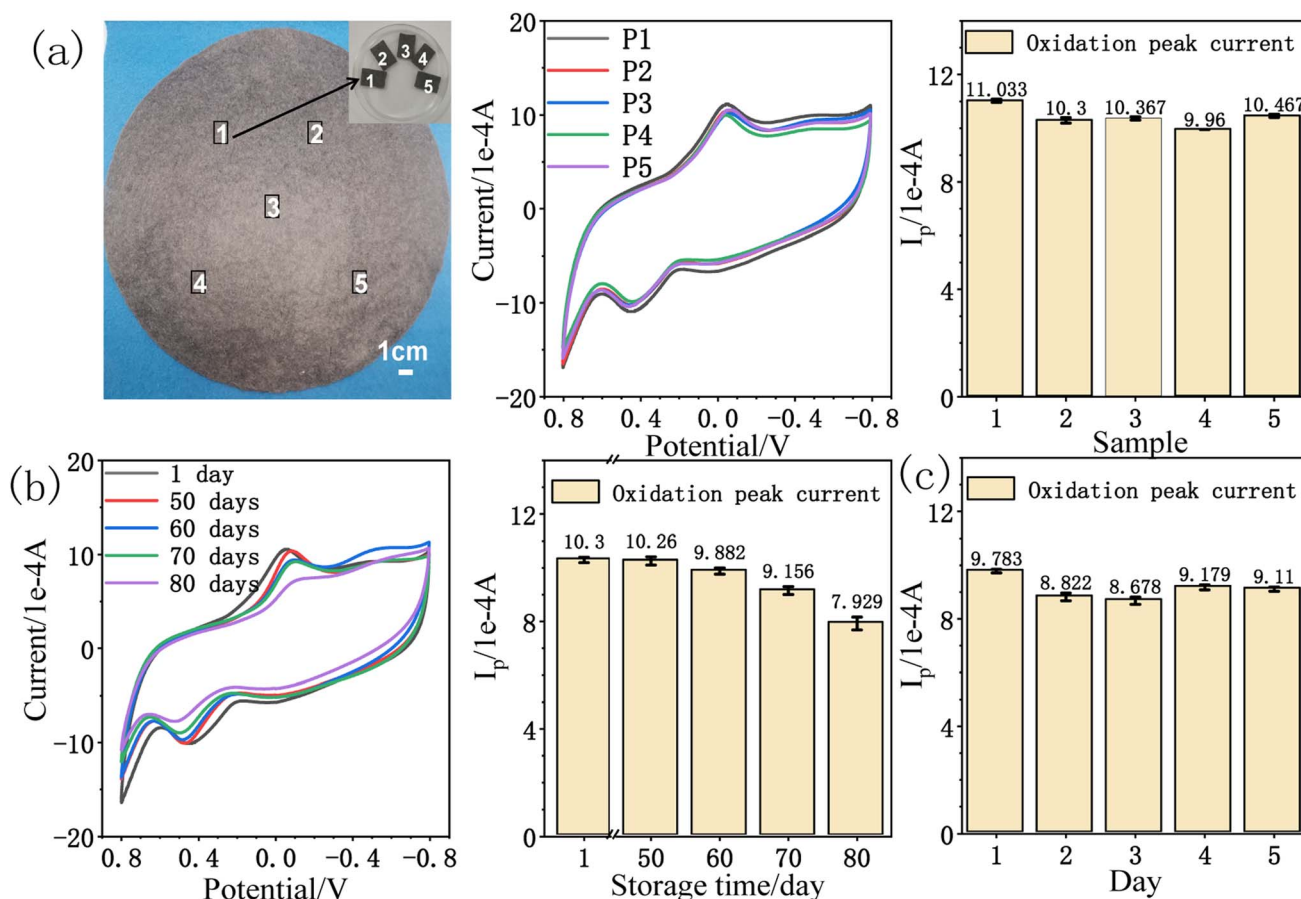 (a)
1
2
3
4
5
1
2
3
4
5
1cm
20
10
0
-10
-20
Current/1e-4A
P1
P2
P3
P4
P5
0.8 0.4 0.0 -0.4 -0.8
Potential/V
12
8
4
0
I_p/1e-4A
Oxidation peak current
11.033 10.3 10.367 9.96 10.467
1 2 3 4 5
Sample
(b)
20
10
0
-10
-20
Current/1e-4A
1 day
50 days
60 days
70 days
80 days
0.8 0.4 0.0 -0.4 -0.8
Potential/V
12
8
4
0
I_p/1e-4A
Oxidation peak current
10.3 10.26 9.882 9.156 7.929
1 50 60 70 80
Storage time/day
(c)
12
8
4
0
I_p/1e-4A
Oxidation peak current
9.783 8.822 8.678 9.179 9.11
1 2 3 4 5
Day